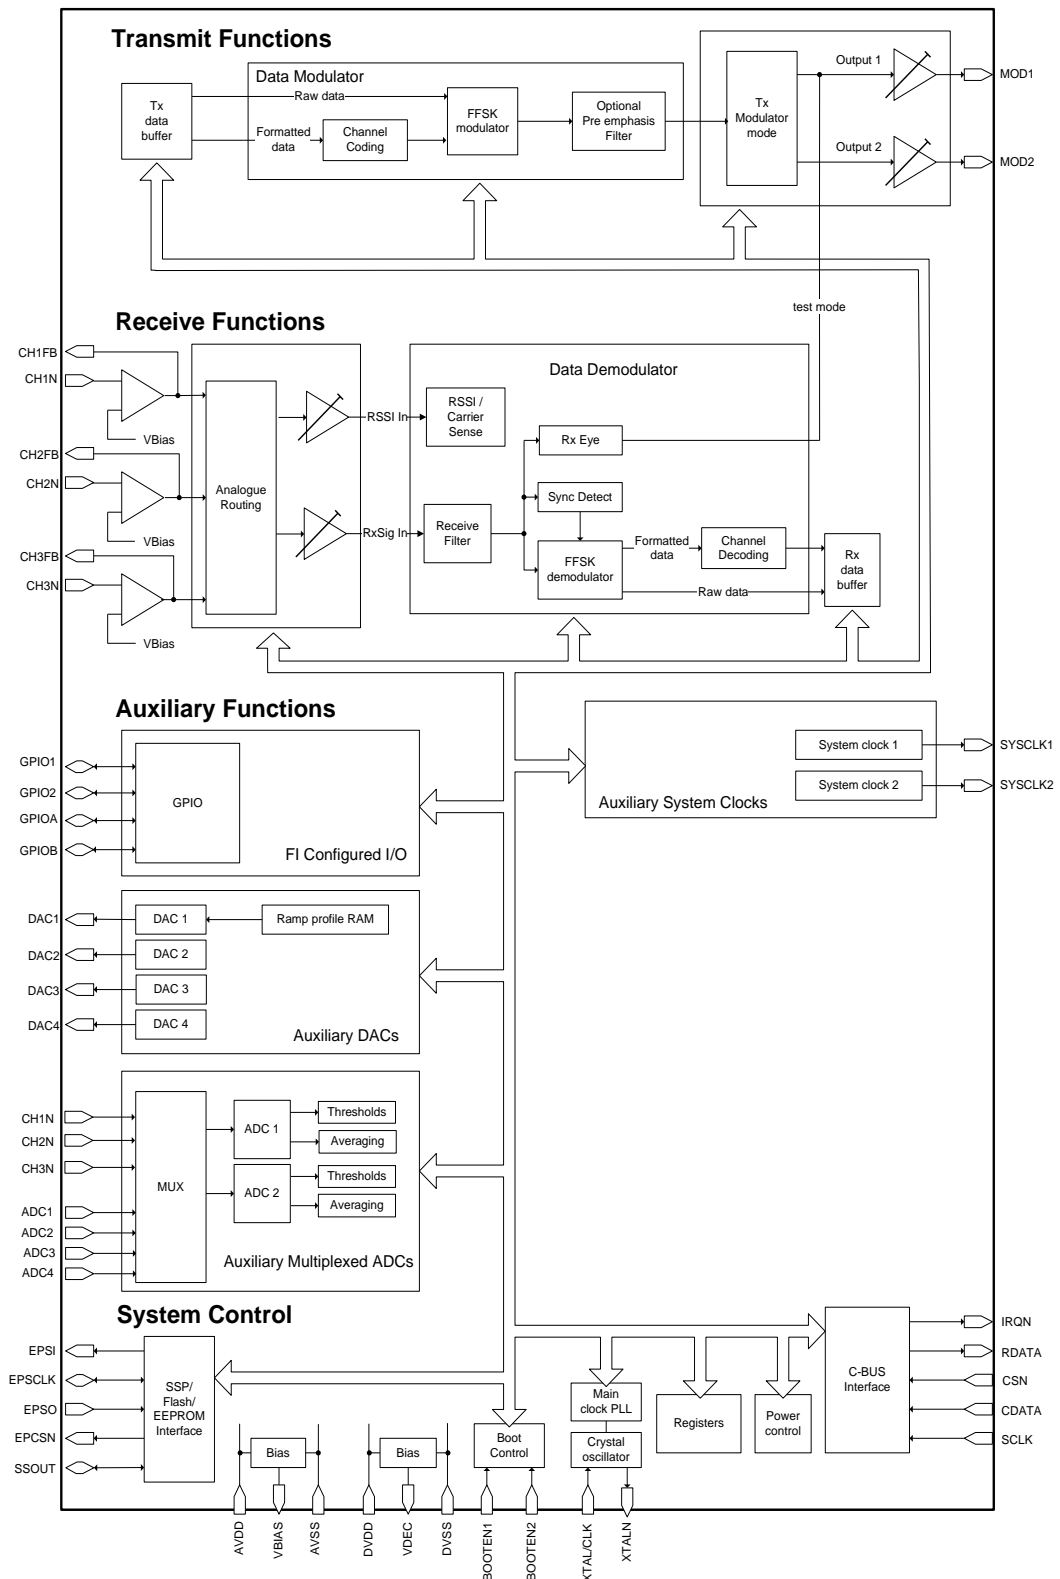 Transmit Functions
Data Modulator
Tx
data
buffer
Raw data
Formatted
data
Channel
Coding
FFSK
modulator
Optional
Pre emphasis
Filter
Tx
Modulator
mode
Output 1
Output 2
MOD1
MOD2
test mode
Receive Functions
CH1FB
CH1N
VBias
CH2FB
CH2N
VBias
CH3FB
CH3N
VBias
Analogue
Routing
RSSI In
RxSig In
Data Demodulator
RSSI /
Carrier
Sense
Receive
Filter
Rx Eye
Sync Detect
FFSK
demodulator
Formatted
data
Channel
Decoding
Raw data
Rx
data
buffer
Auxiliary Functions
GPIO1
GPIO2
GPIOA
GPIOB
GPIO
FI Configured I/O
System clock 1
System clock 2
Auxiliary System Clocks
SYSCLK1
SYSCLK2
DAC1
DAC2
DAC3
DAC4
DAC 1
DAC 2
DAC 3
DAC 4
Ramp profile RAM
Auxiliary DACs
CH1N
CH2N
CH3N
ADC1
ADC2
ADC3
ADC4
MUX
ADC 1
ADC 2
Thresholds
Averaging
Thresholds
Averaging
Auxiliary Multiplexed ADCs
System Control
EPSI
EPSCLK
EPSO
EPCSN
SSOUT
SSP/
Flash/
EEPROM
Interface
Bias
Bias
Boot
Control
Main
clock PLL
Crystal
oscillator
Registers
Power
control
C-BUS
Interface
IRQN
RDATA
CSN
CDATA
SCLK
AVDD
VBIAS
AVSS
DVDD
VDEC
DVSS
BOOTEN1
BOOTEN2
XTAL/CLK
XTALN